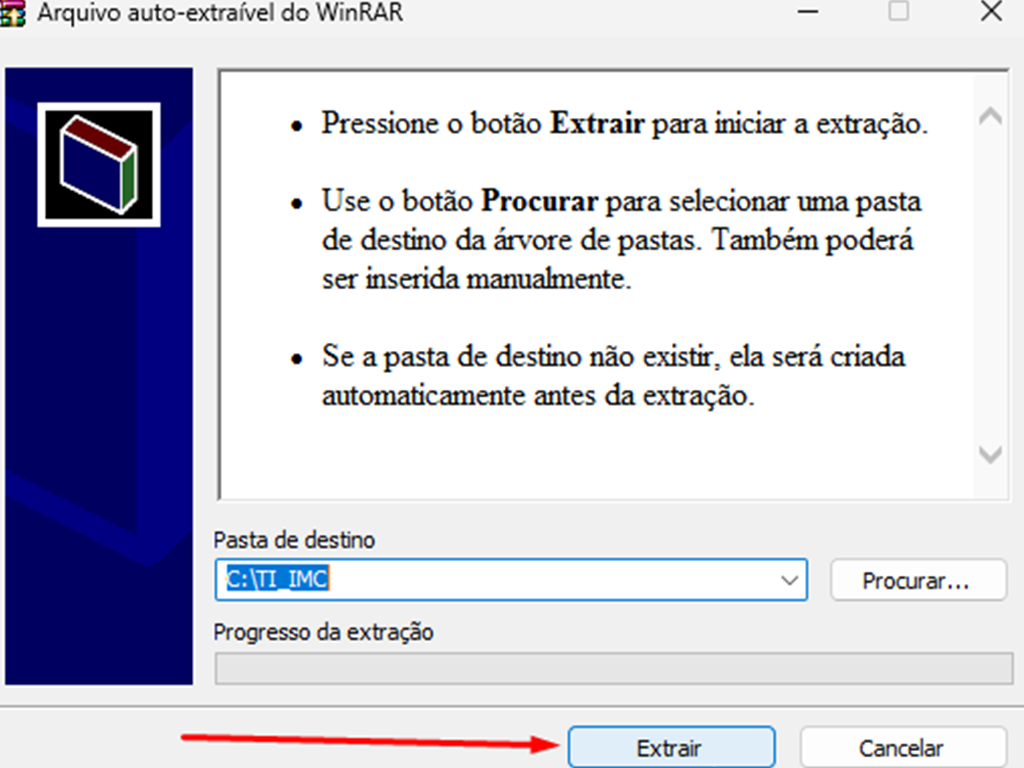 Arquivo auto-extraível do WinRAR
• Pressione o botão Extrair para iniciar a extração.
• Use o botão Procurar para selecionar uma pasta
de destino da árvore de pastas. Também poderá
ser inserida manualmente.
• Se a pasta de destino não existir, ela será criada
automaticamente antes da extração.
Pasta de destino
C:\TI_IMC
Procurar...
Progresso da extração
Extrair
Cancelar